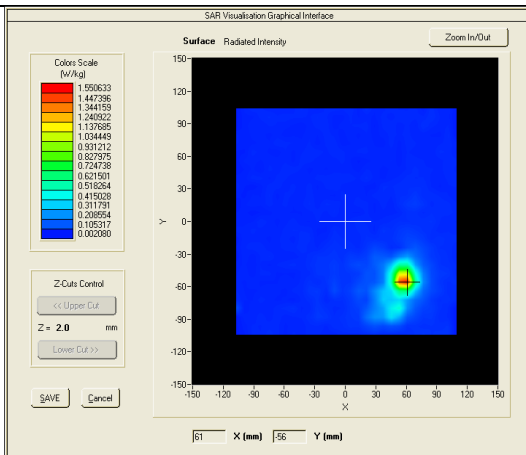 SAR Visualisation Graphical Interface
Surface Radiated Intensity
Zoom In/Out
Colors Scale
(W/kg)
1.550633
1.447396
1.344159
1.240922
1.137685
1.034449
0.931212
0.827975
0.724738
0.621501
0.518264
0.415028
0.311791
0.208554
0.105317
0.002080
Z-Cuts Control
<< Upper Cut
Z = 2.0 mm
Lower Cut >>
SAVE Cancel
150-
120-
90-
60-
30-
0-
-30-
-60-
-90-
-120-
-150-
Y
-150 -120 -90 -60 -30 0 30 60 90 120 150
X
61 X (mm) -56 Y (mm)